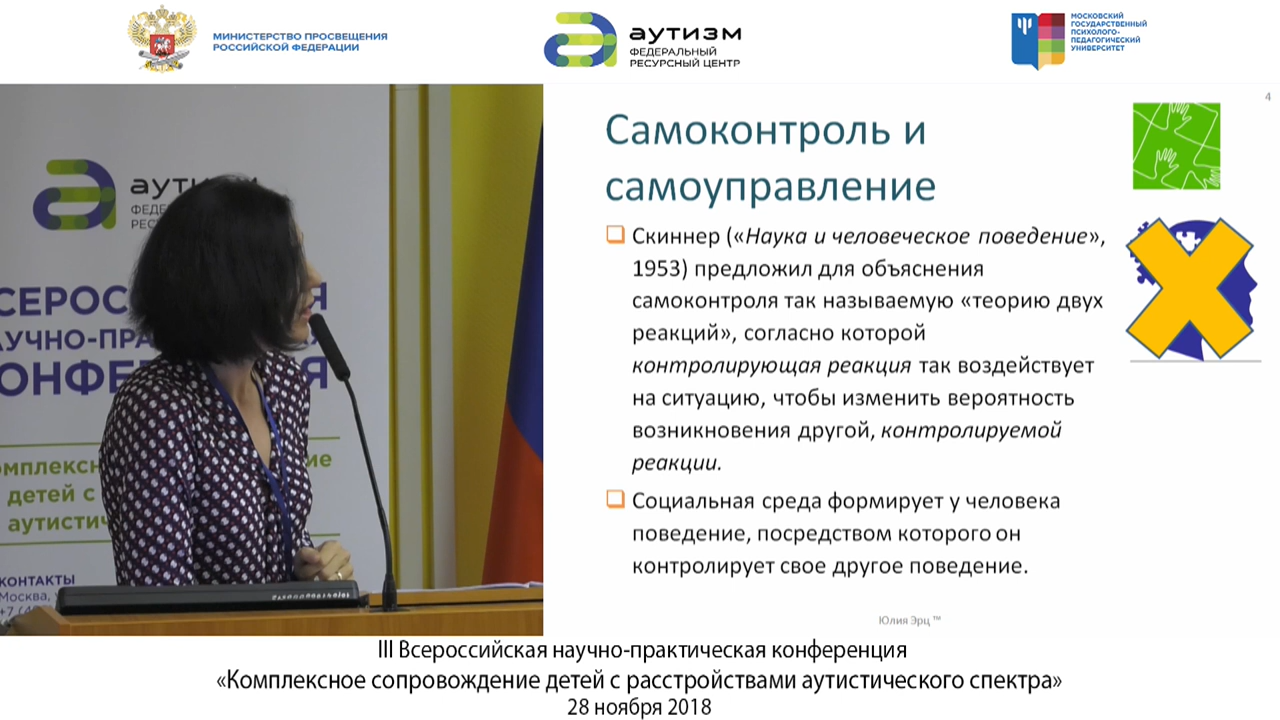 МИНИСТЕРСТВО ПРОСВЕЩЕНИЯ
РОССИЙСКОЙ ФЕДЕРАЦИИ
аутизм
ФЕДЕРАЛЬНЫЙ
РЕСУРСНЫЙ ЦЕНТР
МОСКОВСКИЙ
ГОСУДАРСТВЕННЫЙ
ПСИХОЛОГО-
ПЕДАГОГИЧЕСКИЙ
УНИВЕРСИТЕТ
4
Самоконтроль и
самоуправление
Скиннер («Наука и человеческое поведение»,
1953) предложил для объяснения
самоконтроля так называемую «теорию двух
реакций», согласно которой
контролирующая реакция так воздействует
на ситуацию, чтобы изменить вероятность
возникновения другой, контролируемой
реакции.
Социальная среда формирует у человека
поведение, посредством которого он
контролирует свое другое поведение.
Юлия Эрц ™
аутизм
КОНТАКТЫ
Москва,
III Всероссийская научно-практическая конференция
«Комплексное сопровождение детей с расстройствами аутистического спектра»
28 ноября 2018